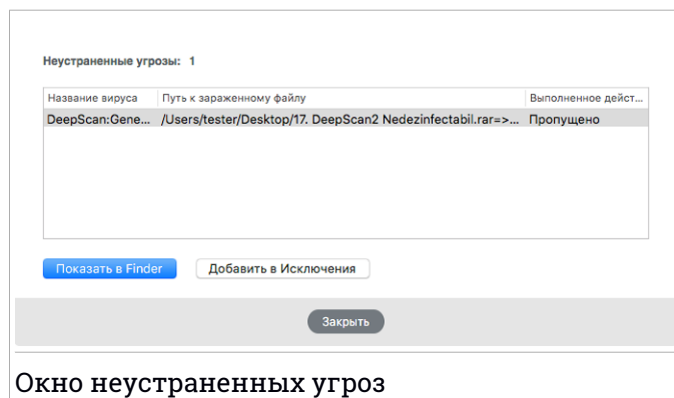 Неустраненные угрозы: 1
Название вируса Путь к зараженному файлу Выполненное дейст...
DeepScan:Gene... /Users/tester/Desktop/17. DeepScan2 Nedezinfectabil.rar=>... Пропущено
Показать в Finder Добавить в Исключения
Закрыть
Окно неустраненных угроз